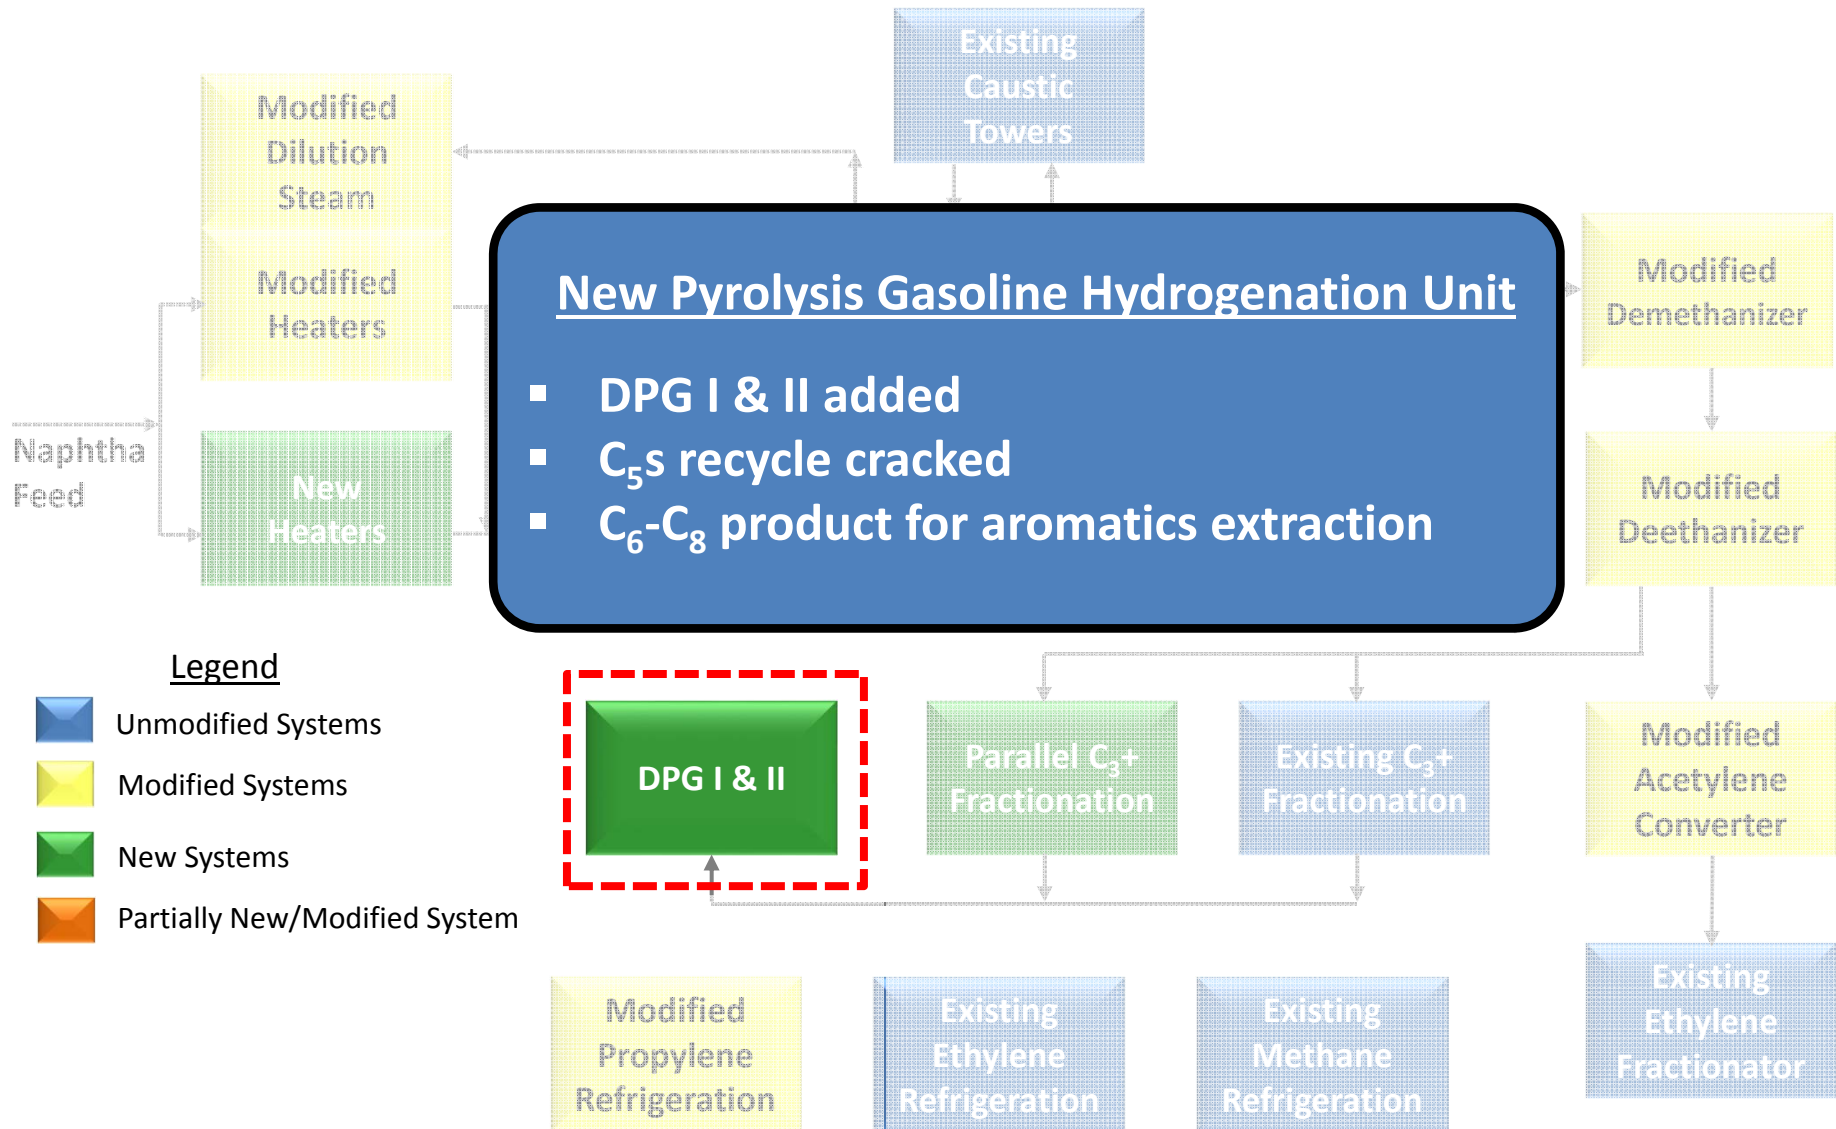 Existing
Caustic
Towers
Modified
Dilution
Steam
Modified
Heaters
Naphtha
Feed
New
Heaters
New Pyrolysis Gasoline Hydrogenation Unit
▪ DPG I & II added
▪ C₅s recycle cracked
▪ C₆-C₈ product for aromatics extraction
Modified
Demethanizer
Modified
Deethanizer
Legend
Unmodified Systems
Modified Systems
New Systems
Partially New/Modified System
DPG I & II
Parallel C₃+
Fractionation
Existing C₃+
Fractionation
Modified
Acetylene
Converter
Modified
Propylene
Refrigeration
Existing
Ethylene
Refrigeration
Existing
Methane
Refrigeration
Existing
Ethylene
Fractionator